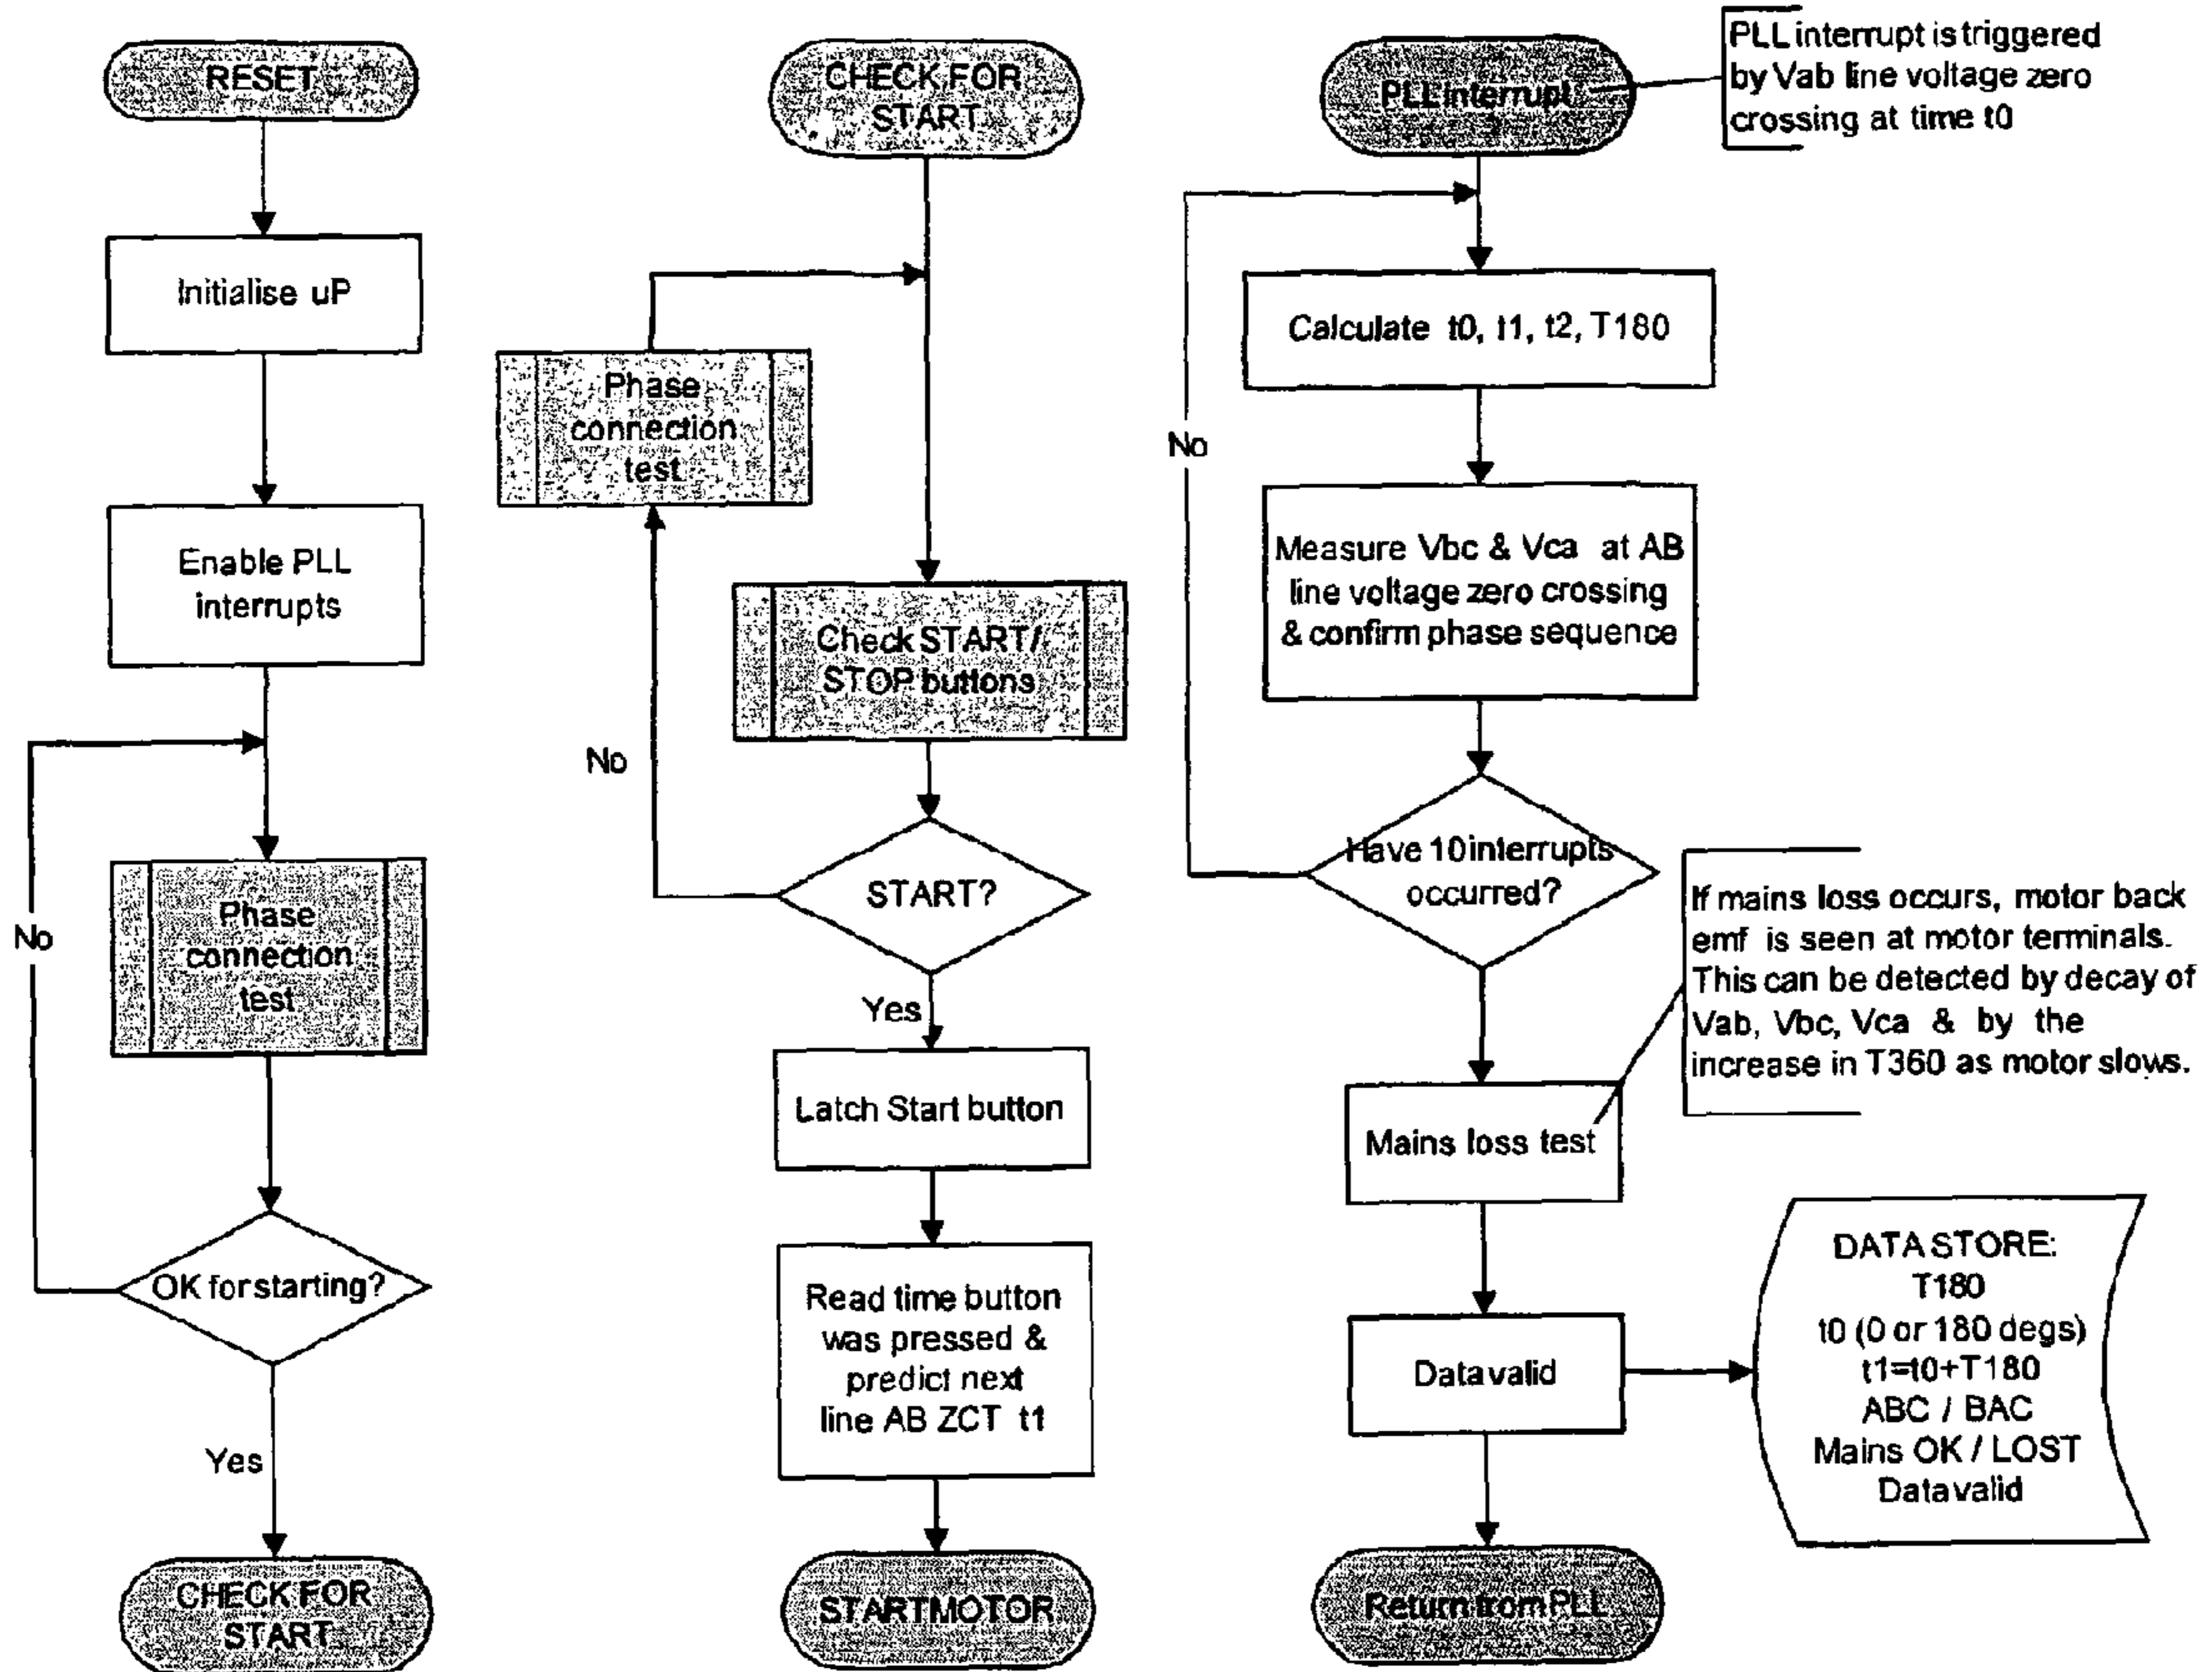 RESET
Initialise uP
Enable PLL
interrupts
No
Phase
connection
test
OK for starting?
Yes
CHECK FOR
START
CHECK FOR
START
Phase
connection
test
Check START/
STOP buttons
No
START?
Yes
Latch Start button
Read time button
was pressed &
predict next
line AB ZCT t1
START MOTOR
PLL interrupt
PLL interrupt is triggered
by Vab line voltage zero
crossing at time t0
Calculate t0, t1, t2, T180
No
Measure Vbc & Vca at AB
line voltage zero crossing
& confirm phase sequence
Have 10 interrupts
occurred?
If mains loss occurs, motor back
emf is seen at motor terminals.
This can be detected by decay of
Vab, Vbc, Vca & by the
increase in T360 as motor slows.
Mains loss test
Data valid
DATA STORE:
T180
t0 (0 or 180 degs)
t1=t0+T180
ABC / BAC
Mains OK / LOST
Data valid
Return from PLL